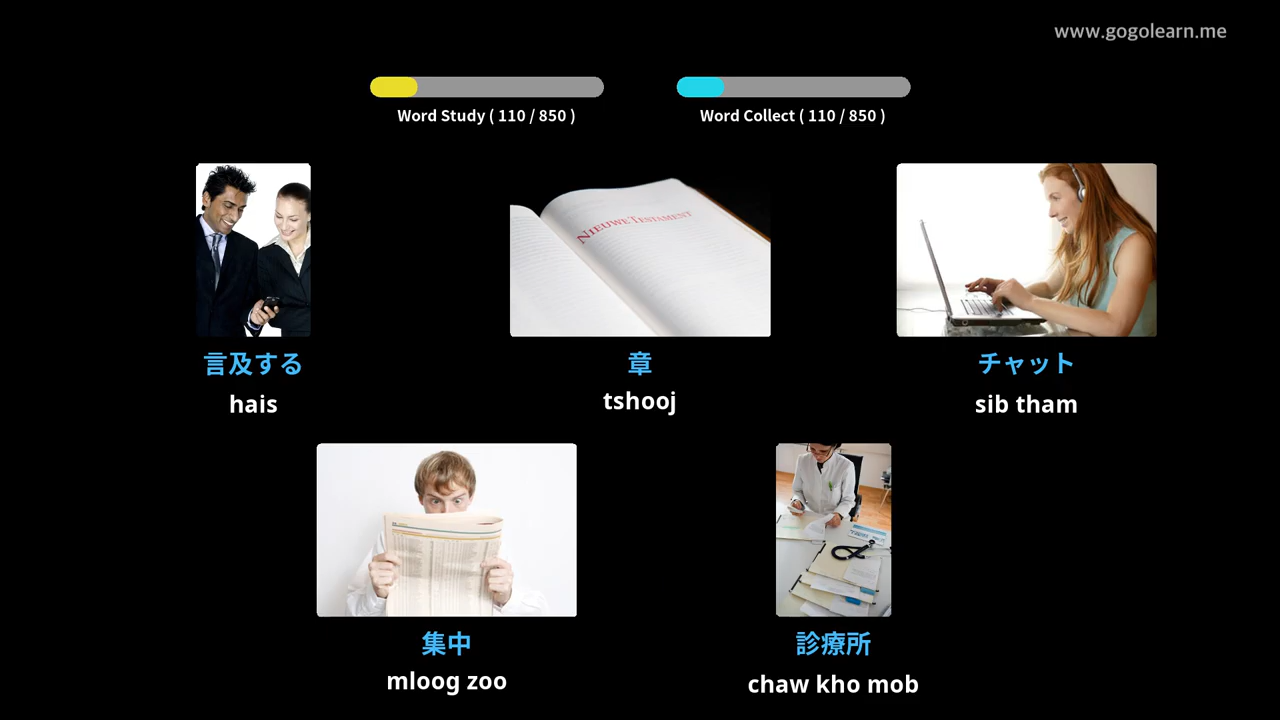 www.gogolearn.me
Word Study ( 110 / 850 )
Word Collect ( 110 / 850 )
NIEUWE TESTAMENT
言及する
hais
章
tshooj
チャット
sib tham
集中
mloog zoo
診療所
chaw kho mob